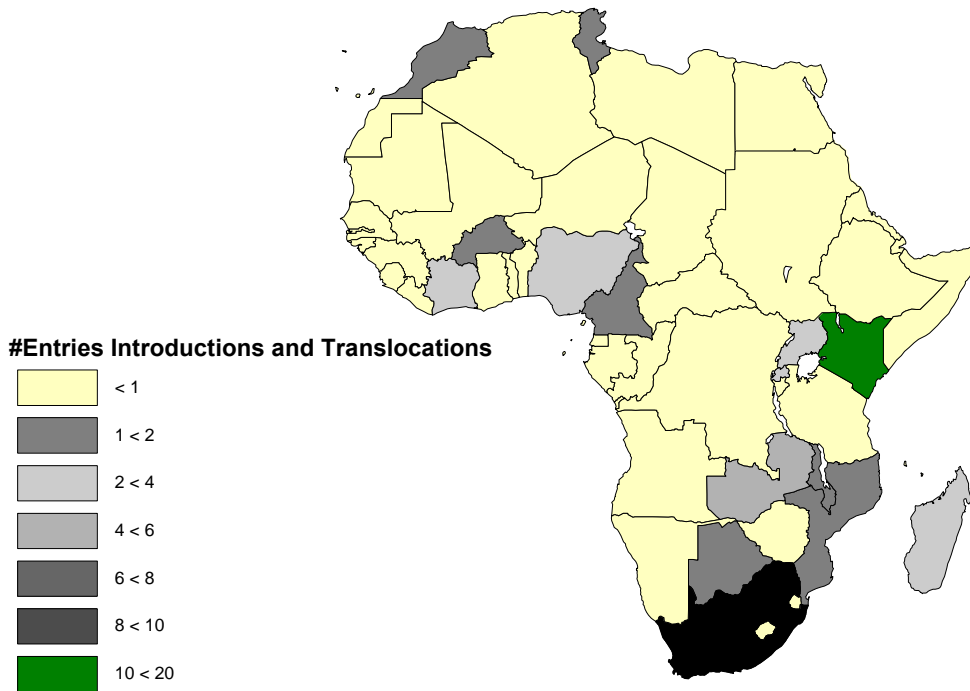 #Entries Introductions and Translocations
< 1
1 < 2
2 < 4
4 < 6
6 < 8
8 < 10
10 < 20